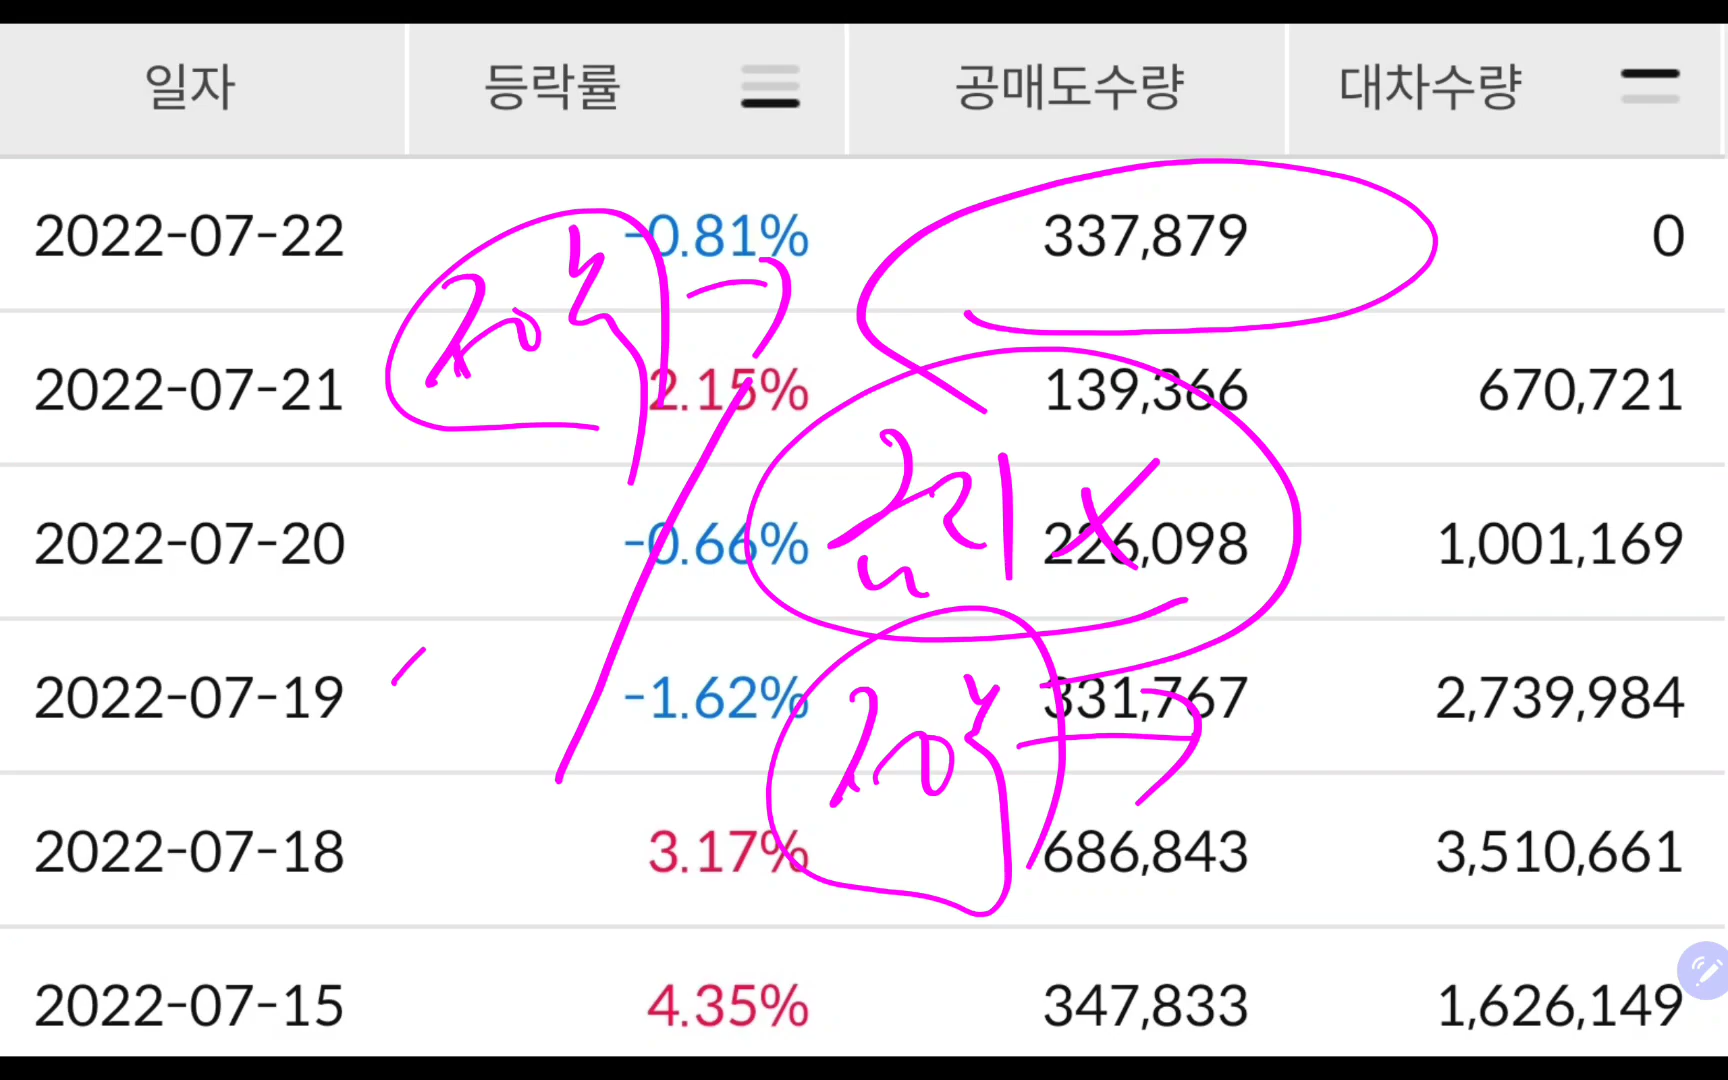 일자 등락률 공매도수량 대차수량
2022-07-22 -0.81% 337,879 0
2022-07-21 2.15% 139,366 670,721
2022-07-20 -0.66% 226,098 1,001,169
2022-07-19 -1.62% 331,767 2,739,984
2022-07-18 3.17% 686,843 3,510,661
2022-07-15 4.35% 347,833 1,626,149